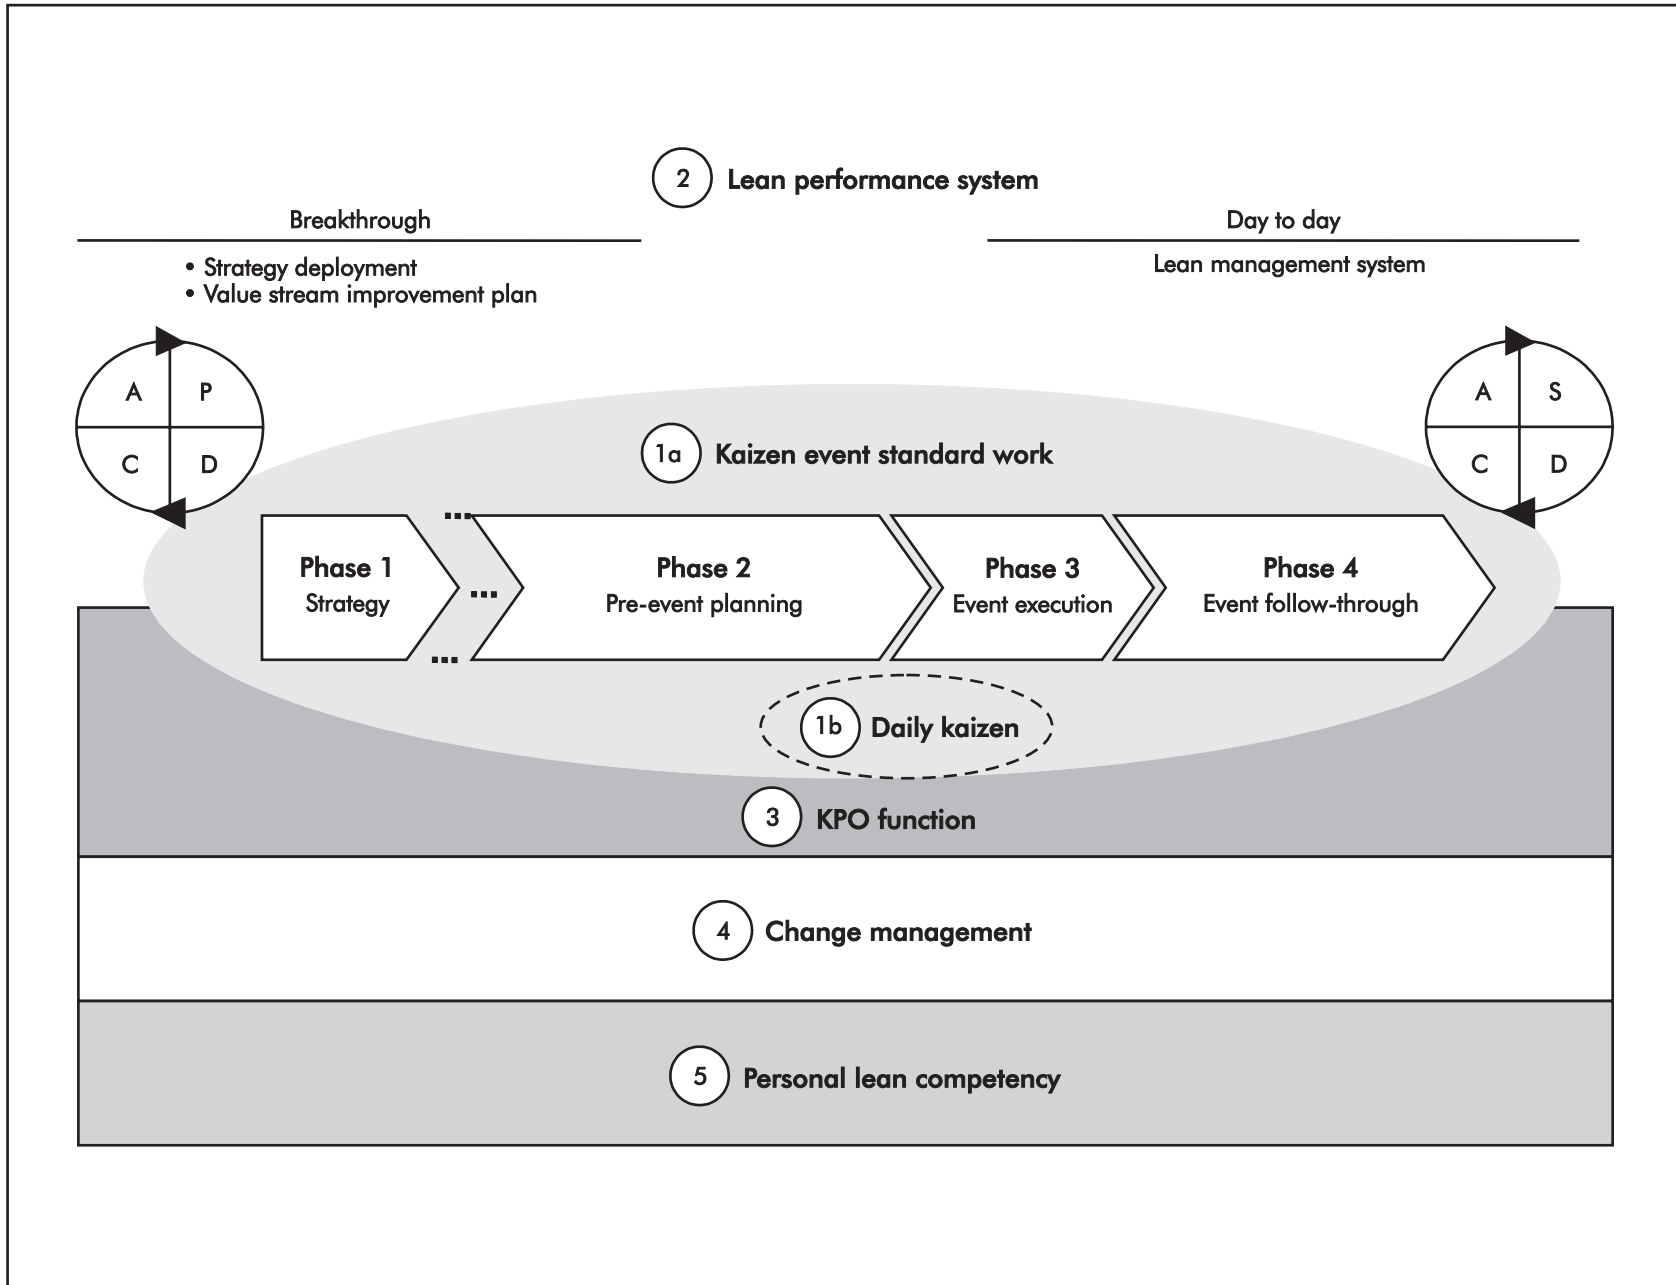 2 Lean performance system
Breakthrough
• Strategy deployment
• Value stream improvement plan
Day to day
Lean management system
A P
C D
A S
C D
1a Kaizen event standard work
Phase 1
Strategy
Phase 2
Pre-event planning
Phase 3
Event execution
Phase 4
Event follow-through
1b Daily kaizen
3 KPO function
4 Change management
5 Personal lean competency